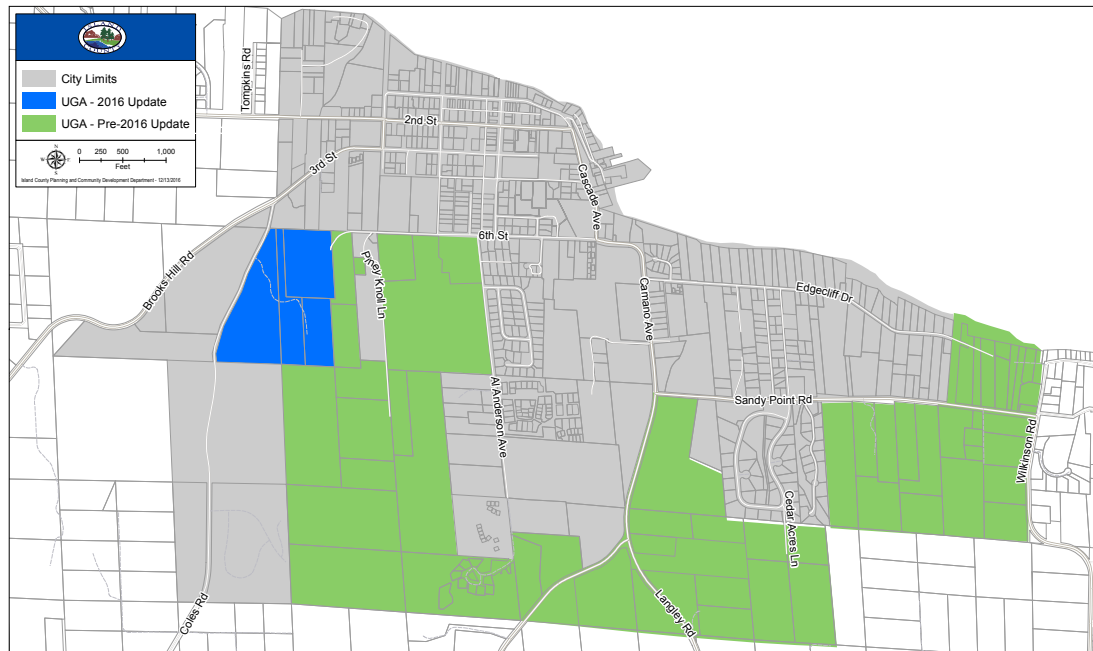 ISLAND
COUNTY
City Limits
UGA - 2016 Update
UGA - Pre-2016 Update
N
W
E
S
0 250 500 1,000
Feet
Island County Planning and Community Development Department - 12/13/2016
Tompkins Rd
2nd St
3rd St
Cascade Ave
6th St
Brooks Hill Rd
Piney Knoll Ln
Camano Ave
Edgecliff Dr
Al Anderson Ave
Sandy Point Rd
Wilkinson Rd
Cedar Acres Ln
Coles Rd
Langley Rd